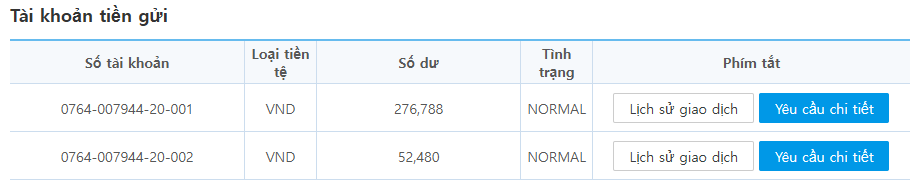 Tài khoản tiền gửi
Số tài khoản Loại tiền tệ Số dư Tình trạng Phím tắt
0764-007944-20-001 VND 276,788 NORMAL Lịch sử giao dịch Yêu cầu chi tiết
0764-007944-20-002 VND 52,480 NORMAL Lịch sử giao dịch Yêu cầu chi tiết